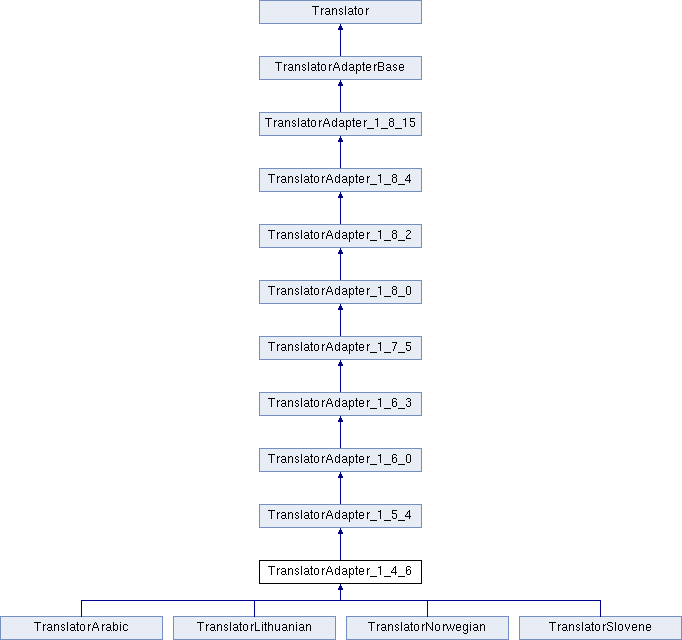 Translator
TranslatorAdapterBase
TranslatorAdapter_1_8_15
TranslatorAdapter_1_8_4
TranslatorAdapter_1_8_2
TranslatorAdapter_1_8_0
TranslatorAdapter_1_7_5
TranslatorAdapter_1_6_3
TranslatorAdapter_1_6_0
TranslatorAdapter_1_5_4
TranslatorAdapter_1_4_6
TranslatorArabic
TranslatorLithuanian
TranslatorNorwegian
TranslatorSlovene